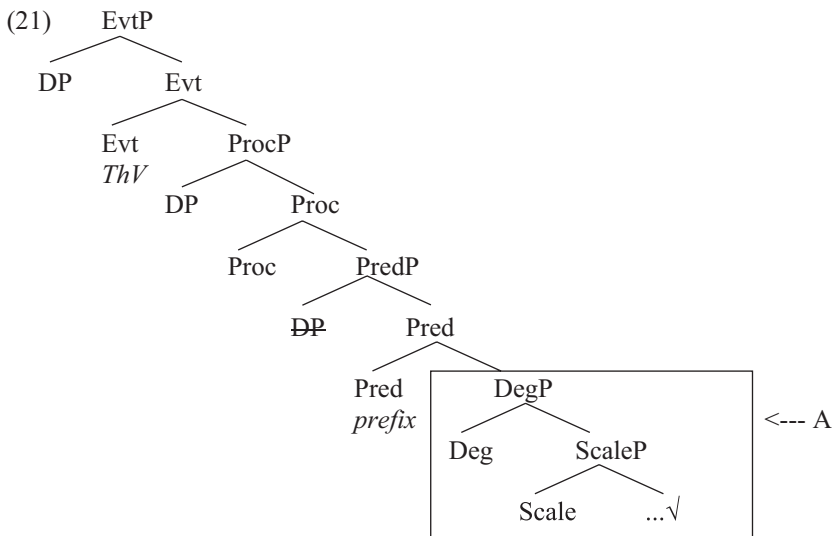 (21) EvtP
DP Evt
Evt ProcP
ThV
DP Proc
Proc PredP
DP Pred
Pred DegP
prefix <--- A
Deg ScaleP
Scale ...√